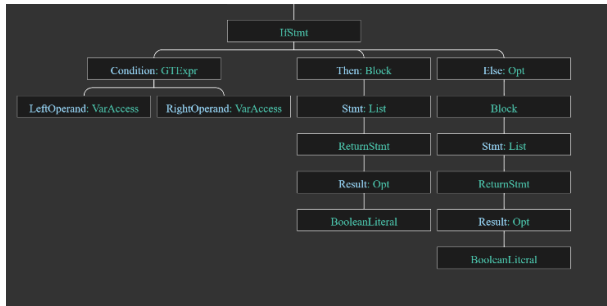 IfStmt
Condition: GTExpr
Then: Block
Else: Opt
LeftOperand: VarAccess
RightOperand: VarAccess
Stmt: List
Block
ReturnStmt
Stmt: List
Result: Opt
ReturnStmt
BooleanLiteral
Result: Opt
BooleanLiteral